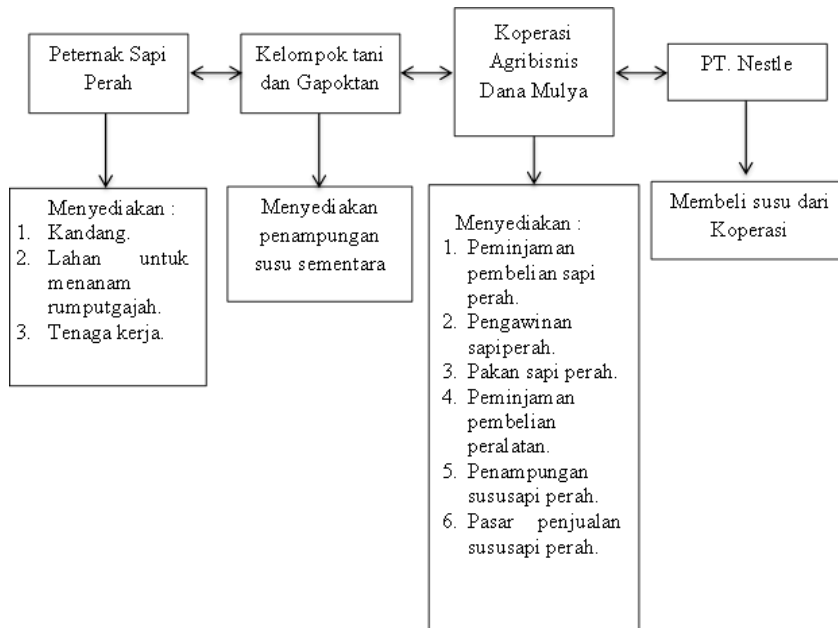 Peternak Sapi
Perah
Kelompok tani
dan Gapoktan
Koperasi
Agribisnis
Dana Mulya
PT. Nestle
Menyediakan :
1. Kandang.
2. Lahan untuk
menanam
rumputgajah.
3. Tenaga kerja.
Menyediakan
penampungan
susu sementara
Menyediakan :
1. Peminjaman
pembelian sapi
perah.
2. Pengawinan
sapiperah.
3. Pakan sapi perah.
4. Peminjaman
pembelian
peralatan.
5. Penampungan
sususapi perah.
6. Pasar penjualan
sususapi perah.
Membeli susu dari
Koperasi